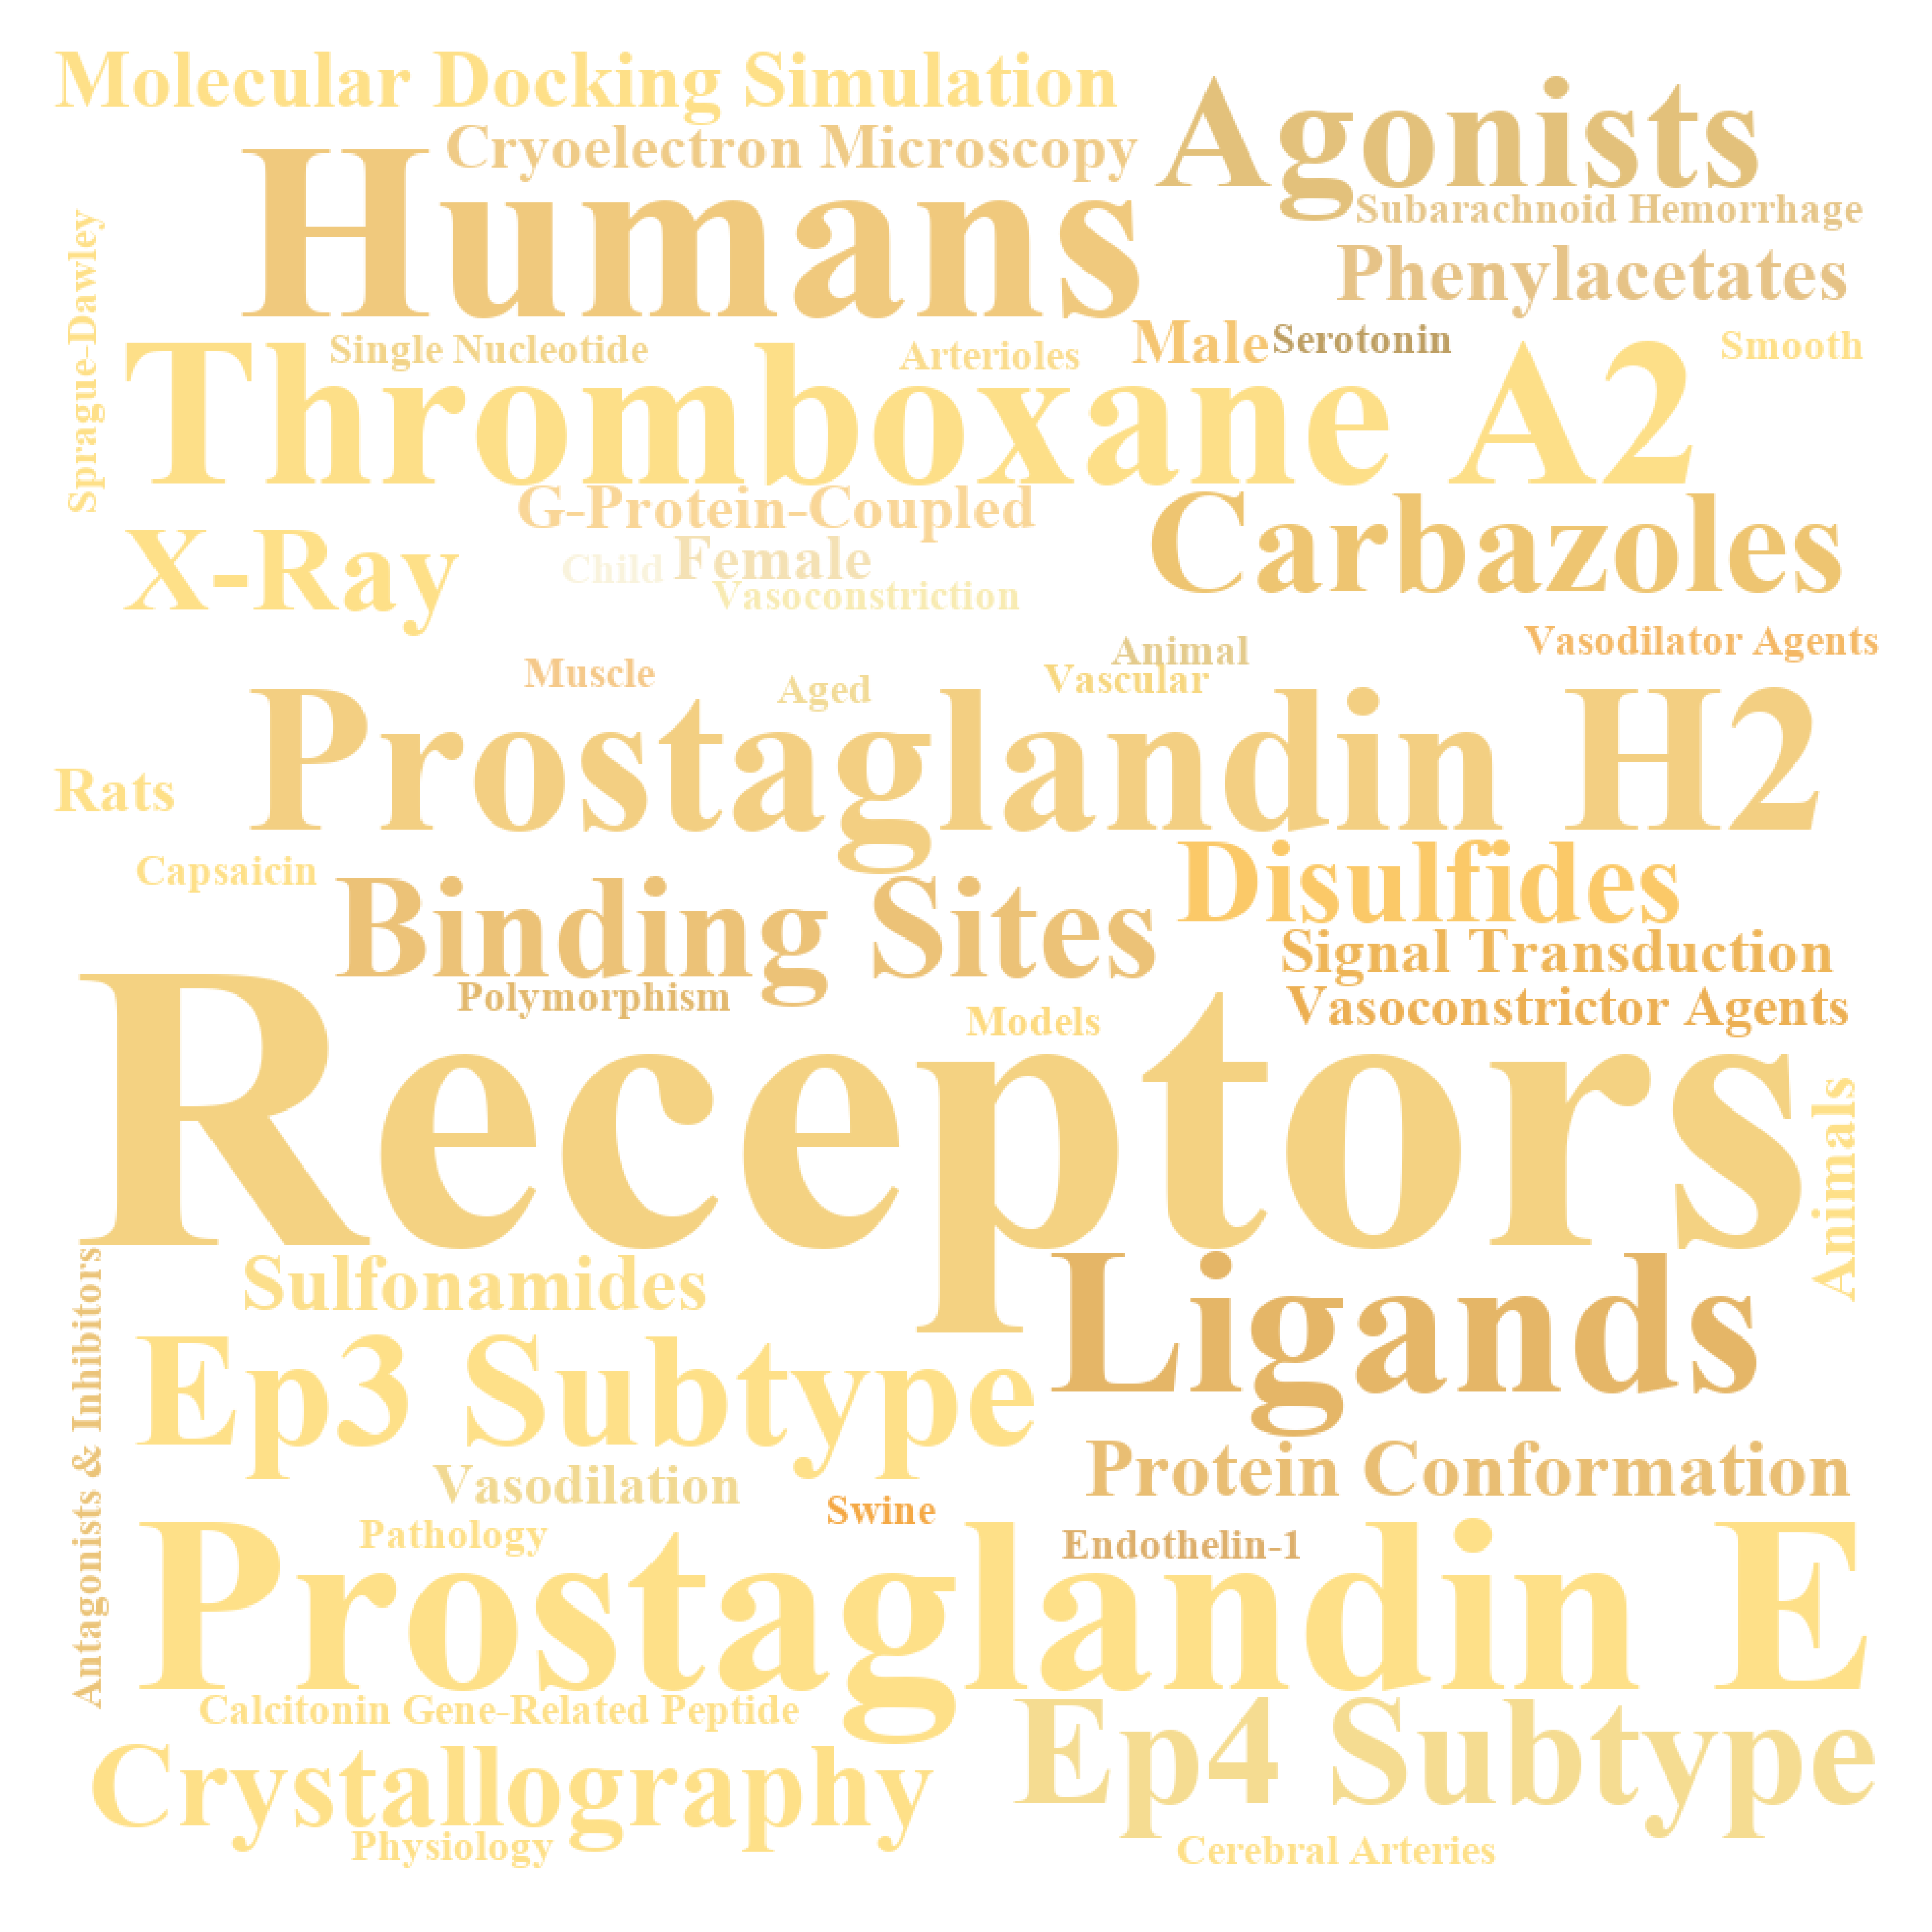 Molecular Docking Simulation
Agonists
Cryoelectron Microscopy
Humans
Subarachnoid Hemorrhage
Phenylacetates
Sprague-Dawley
Single Nucleotide
Arterioles
Male
Serotonin
Smooth
Thromboxane A2
G-Protein-Coupled
Carbazoles
X-Ray
Child
Female
Vasoconstriction
Vasodilator Agents
Animal
Muscle
Aged
Vascular
Prostaglandin H2
Rats
Capsaicin
Disulfides
Binding Sites
Signal Transduction
Polymorphism
Models
Vasoconstrictor Agents
Receptors
Animals
Sulfonamides
Ligands
Antagonists & Inhibitors
Ep3 Subtype
Protein Conformation
Vasodilation
Swine
Pathology
Endothelin-1
Prostaglandin E
Calcitonin Gene-Related Peptide
Ep4 Subtype
Crystallography
Physiology
Cerebral Arteries